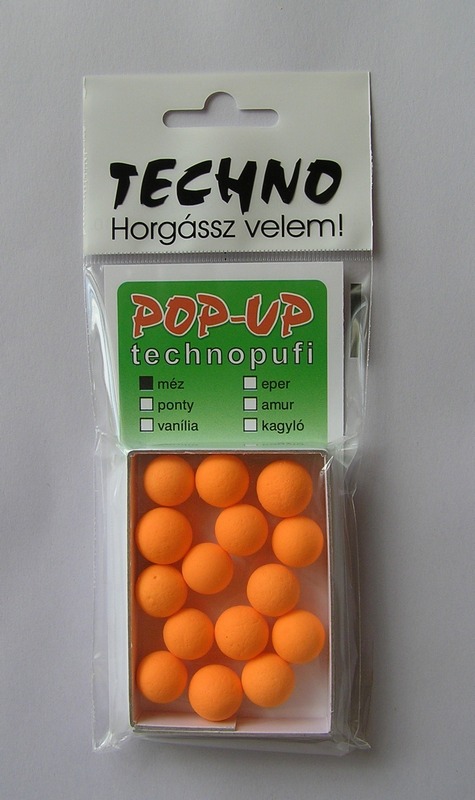 TECHNO
Horgássz velem!
POP-UP
technopufi
méz eper
ponty amur
vanília kagyló